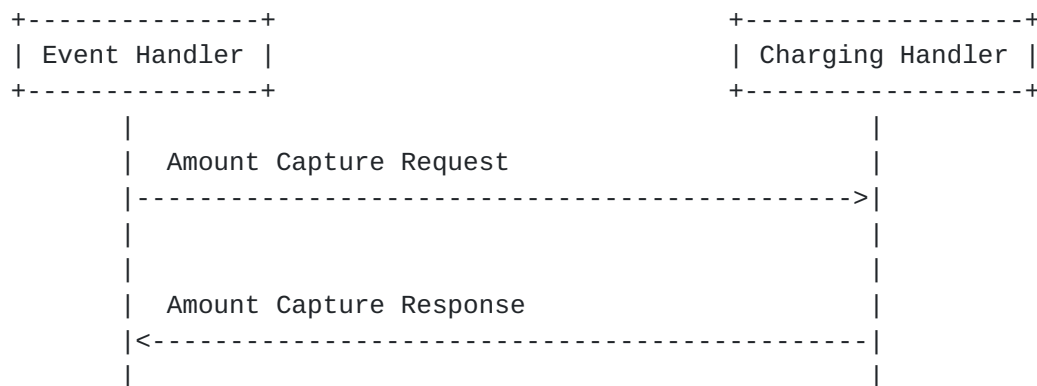 Event Handler
Charging Handler
Amount Capture Request
Amount Capture Response